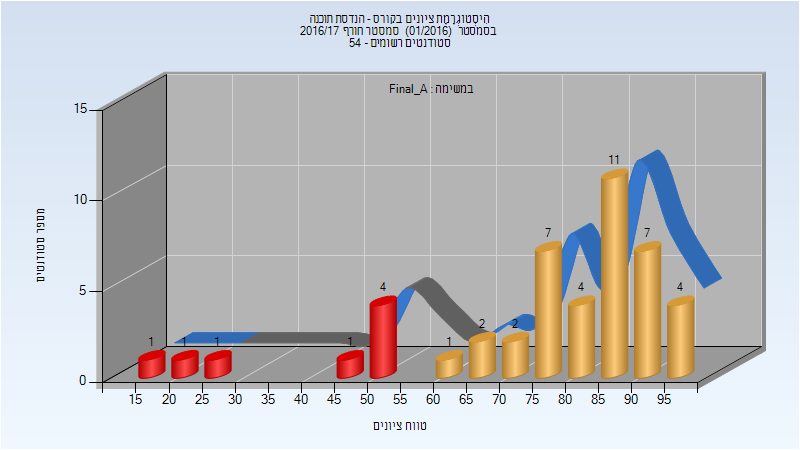 היסטוגרמת ציונים בקורס - הנדסת תוכנה
בסמסטר (01/2016) סמסטר חורף 2016/17
סטודנטים רשומים - 54
במשימה : Final_A
מספר סטודנטים
15
10
5
0
1
1
1
1
4
1
2
2
7
4
11
7
4
15 20 25 30 35 40 45 50 55 60 65 70 75 80 85 90 95
טווח ציונים